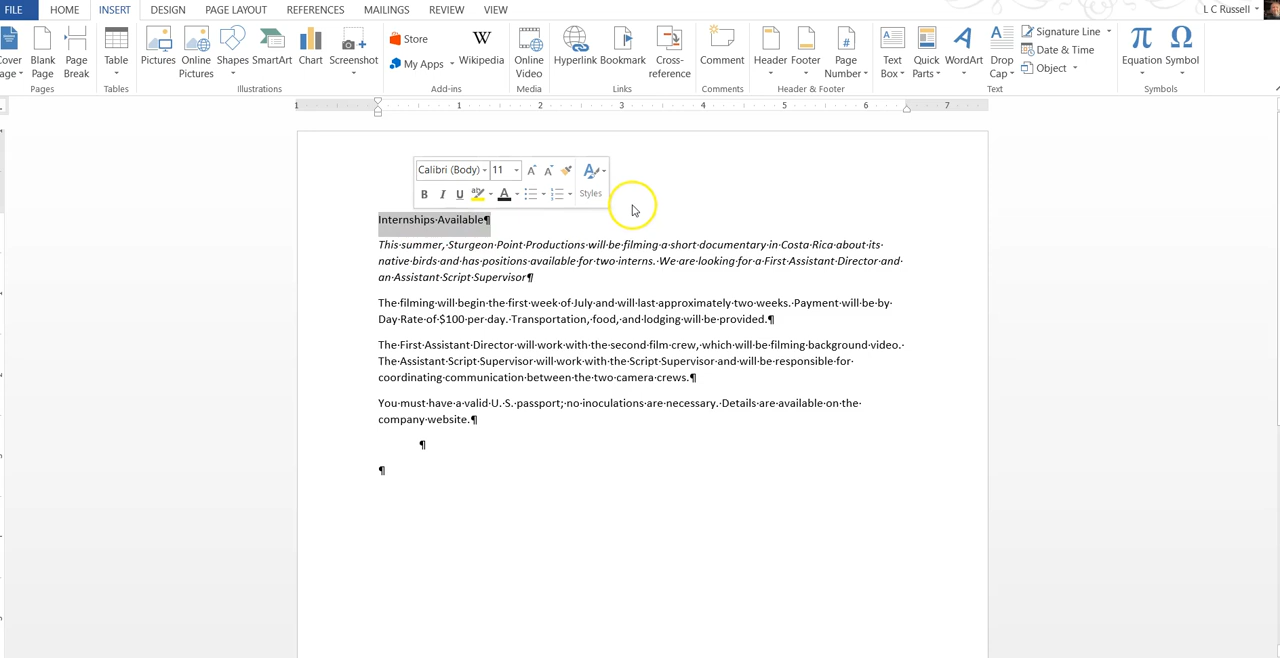 FILE HOME INSERT DESIGN PAGE LAYOUT REFERENCES MAILINGS REVIEW VIEW L C Russell
Blank Page
Page Break
Table
Pictures
Online Pictures
Shapes
SmartArt
Chart
Screenshot
Store
My Apps
W
Wikipedia
Online Video
Hyperlink
Bookmark
Cross-reference
Comment
Header
Footer
#
Page Number
A
Text Box
Quick Parts
A
WordArt
A
Drop Cap
Signature Line
Date & Time
Object
π
Equation
Ω
Symbol
Pages Tables Illustrations Add-ins Media Links Comments Header & Footer Text Symbols
1 1 2 3 4 5 6 7
Calibri (Body) 11 A A A
B I U aby A Styles
Internships·Available¶
This·summer,·Sturgeon·Point·Productions·will·be·filming·a·short·documentary·in·Costa·Rica·about·its·
native·birds·and·has·positions·available·for·two·interns.·We·are·looking·for·a·First·Assistant·Director·and·
an·Assistant·Script·Supervisor¶
The·filming·will·begin·the·first·week·of·July·and·will·last·approximately·two·weeks.·Payment·will·be·by·
Day·Rate·of·$100·per·day.·Transportation,·food,·and·lodging·will·be·provided.¶
The·First·Assistant·Director·will·work·with·the·second·film·crew,·which·will·be·filming·background·video.·
The·Assistant·Script·Supervisor·will·work·with·the·Script·Supervisor·and·will·be·responsible·for·
coordinating·communication·between·the·two·camera·crews.¶
You·must·have·a·valid·U.·S.·passport;·no·inoculations·are·necessary.·Details·are·available·on·the·
company·website.¶
¶
¶